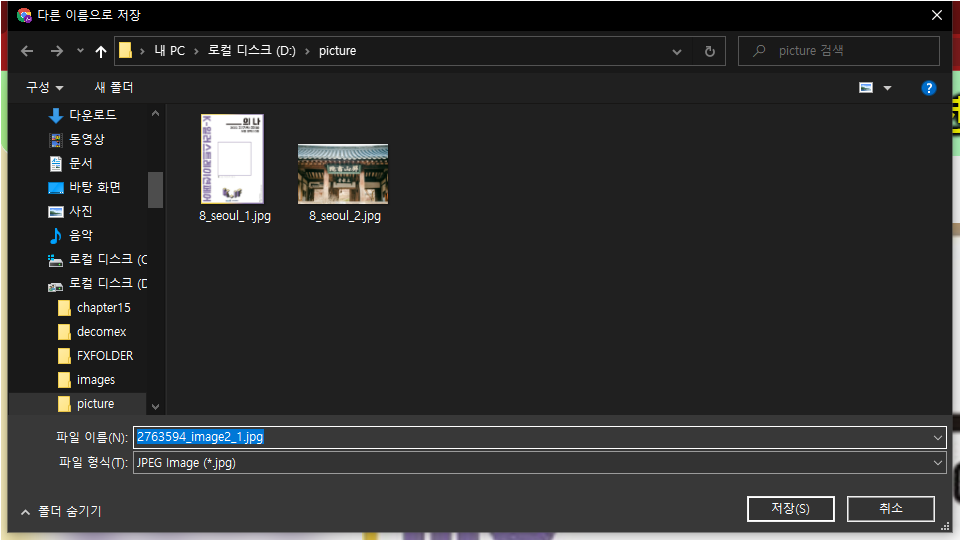 다른 이름으로 저장
내 PC
로컬 디스크 (D:)
picture
picture 검색
구성
새 폴더
다운로드
동영상
문서
바탕 화면
사진
음악
로컬 디스크 (C
로컬 디스크 (D
chapter15
decomex
FXFOLDER
images
picture
8_seoul_1.jpg
8_seoul_2.jpg
파일 이름(N):
2763594_image2_1.jpg
파일 형식(T):
JPEG Image (*.jpg)
폴더 숨기기
저장(S)
취소